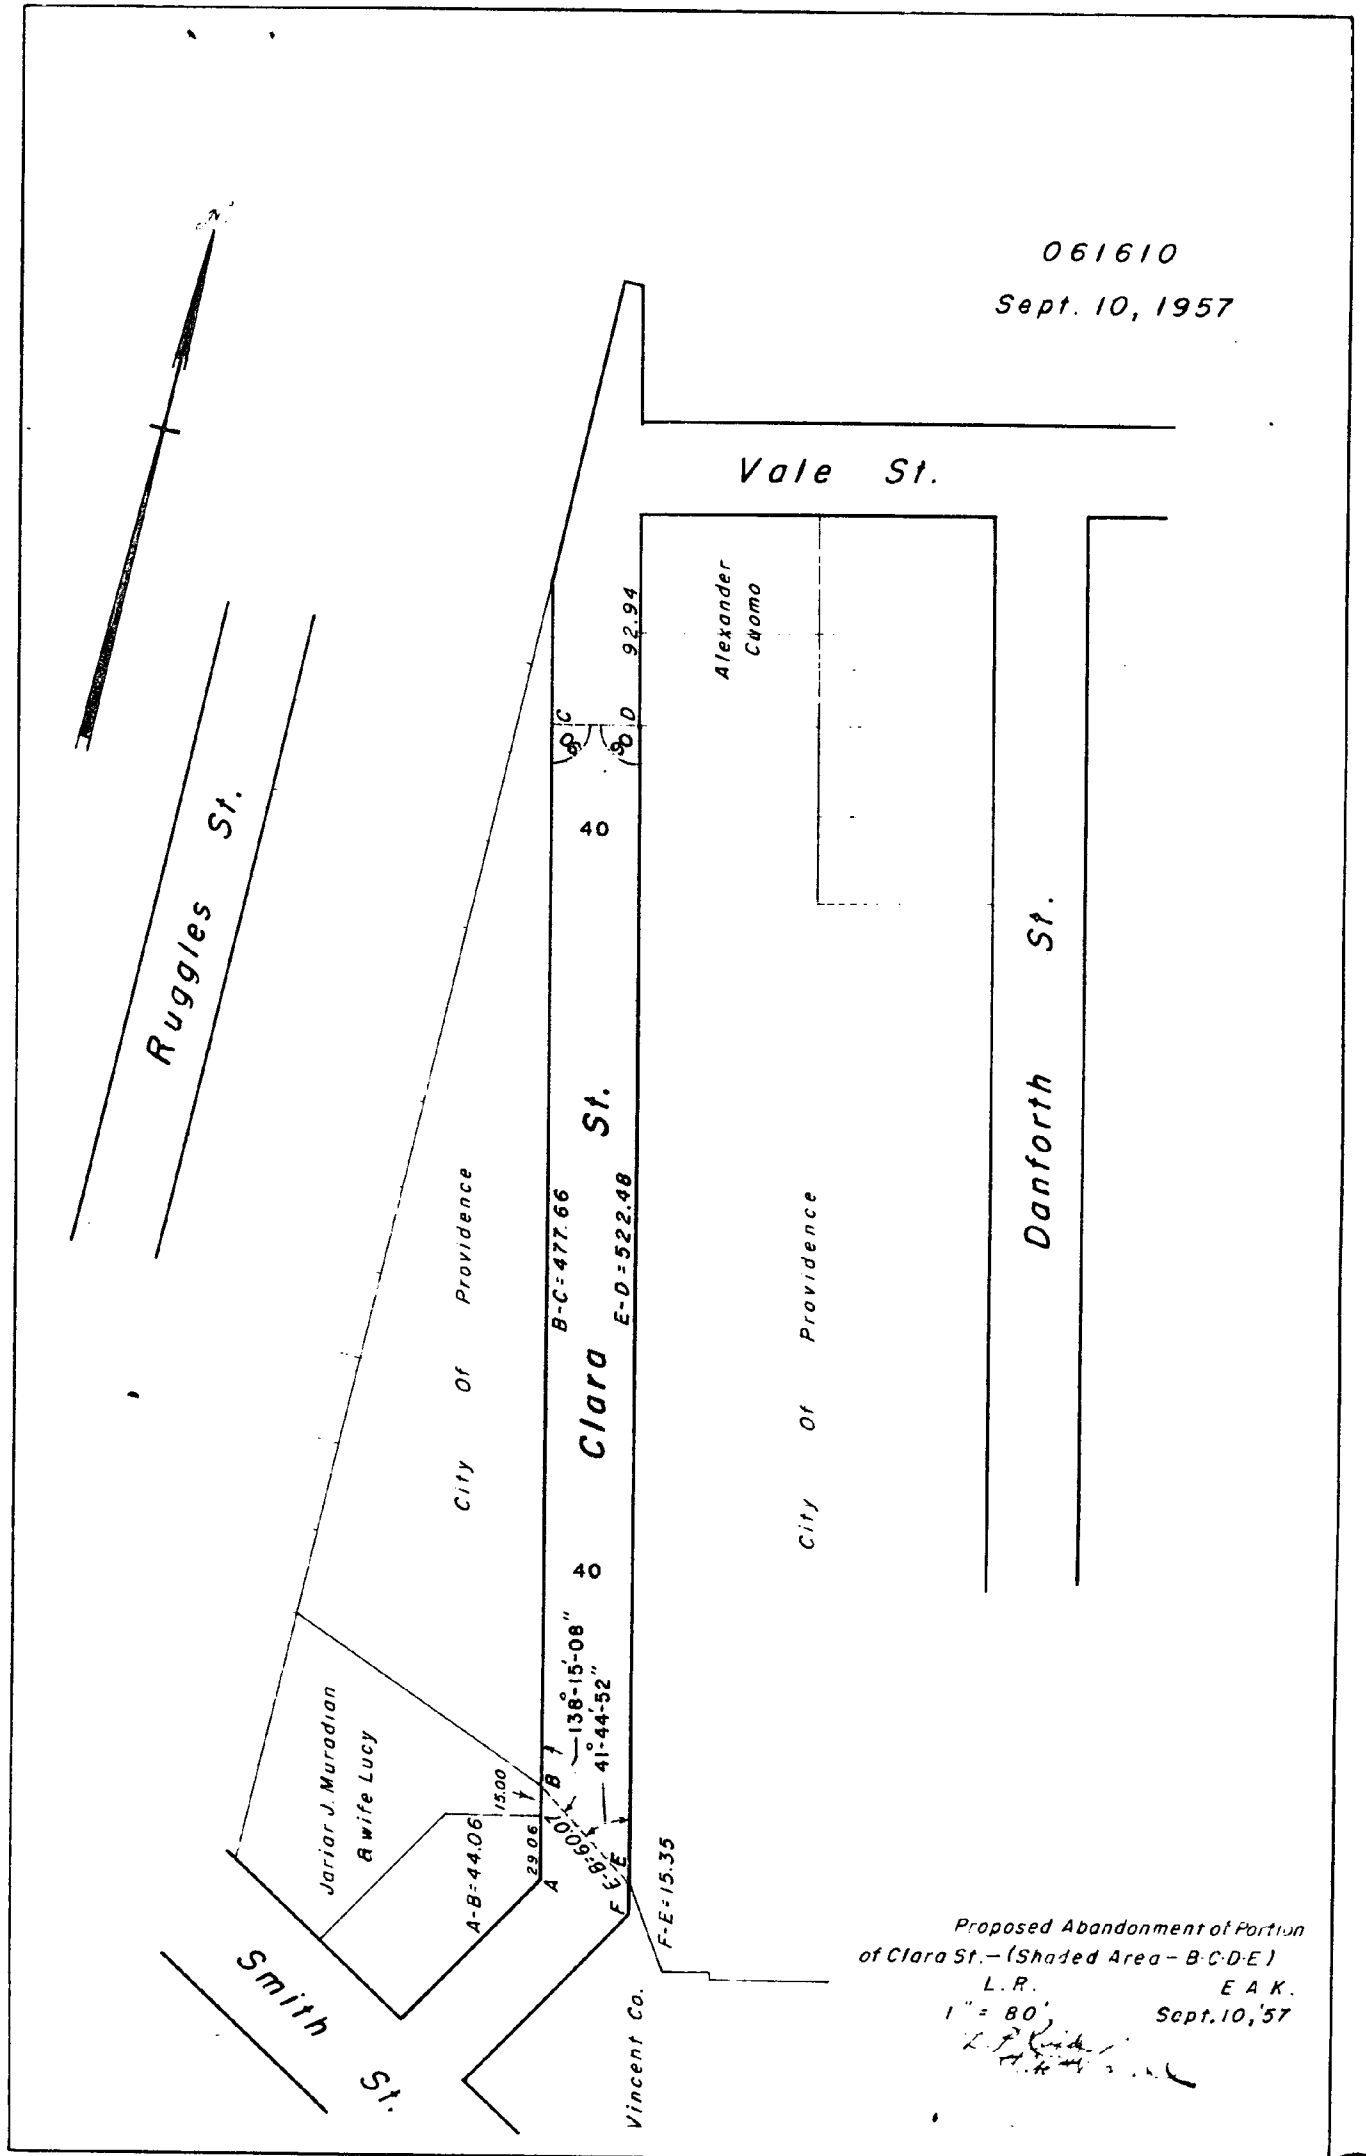 061610
Sept. 10, 1957
Vale St.
Alexander
Cuomo
92.94
C
D
90
90
40
Ruggles St.
Danforth St.
Clara St.
B-C=477.66
E-D=522.48
City Of Providence
City Of Providence
40
138°-15'-08"
41°-44'-52"
Jariar J. Muradian
& wife Lucy
15.00
B
29.06
A-B=44.06
A
E-B=60.07
E
F
F-E=15.35
Smith St.
Vincent Co.
Proposed Abandonment of Portion
of Clara St.-(Shaded Area-B-C-D-E)
L.R. E A K.
1"=80' Sept.10,'57